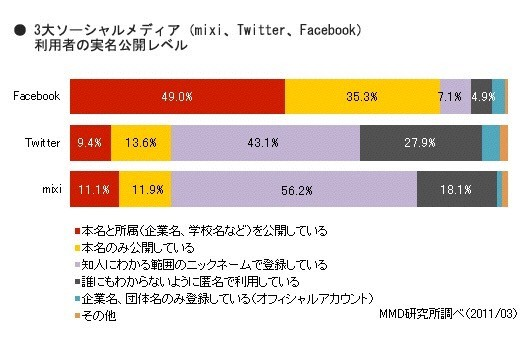 ● 3大ソーシャルメディア (mixi、Twitter、Facebook)
利用者の実名公開レベル
Facebook 49.0% 35.3% 7.1% 4.9%
Twitter 9.4% 13.6% 43.1% 27.9%
mixi 11.1% 11.9% 56.2% 18.1%
本名と所属(企業名、学校名など)を公開している
本名のみ公開している
知人にわかる範囲のニックネームで登録している
誰にもわからないように匿名で利用している
企業名、団体名のみ登録している(オフィシャルアカウント)
その他
MMD研究所調べ(2011/03)